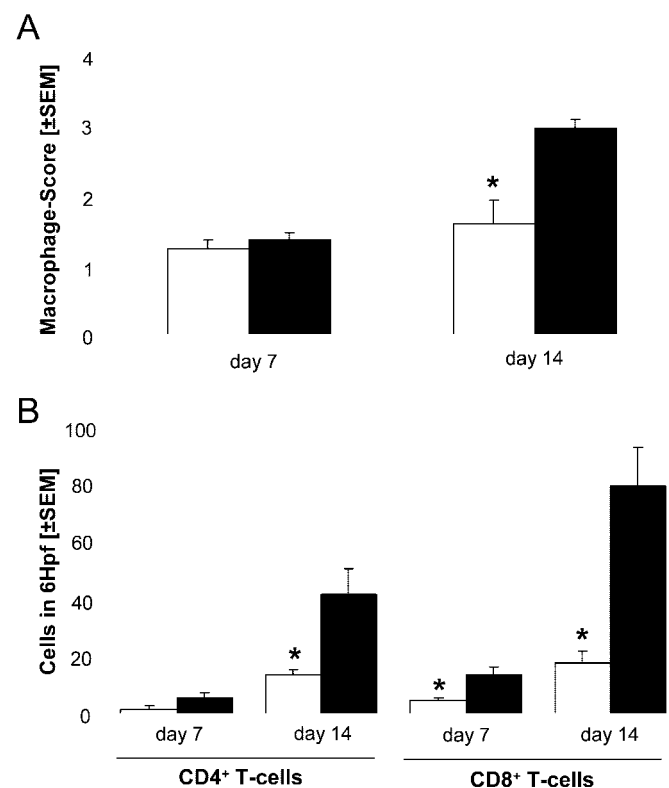 A
Macrophage-Score [±SEM]
4
3
2
1
0
*
day 7
day 14
B
Cells in 6Hpf [±SEM]
100
80
60
40
20
0
*
*
*
day 7
day 14
day 7
day 14
CD4⁺ T-cells
CD8⁺ T-cells